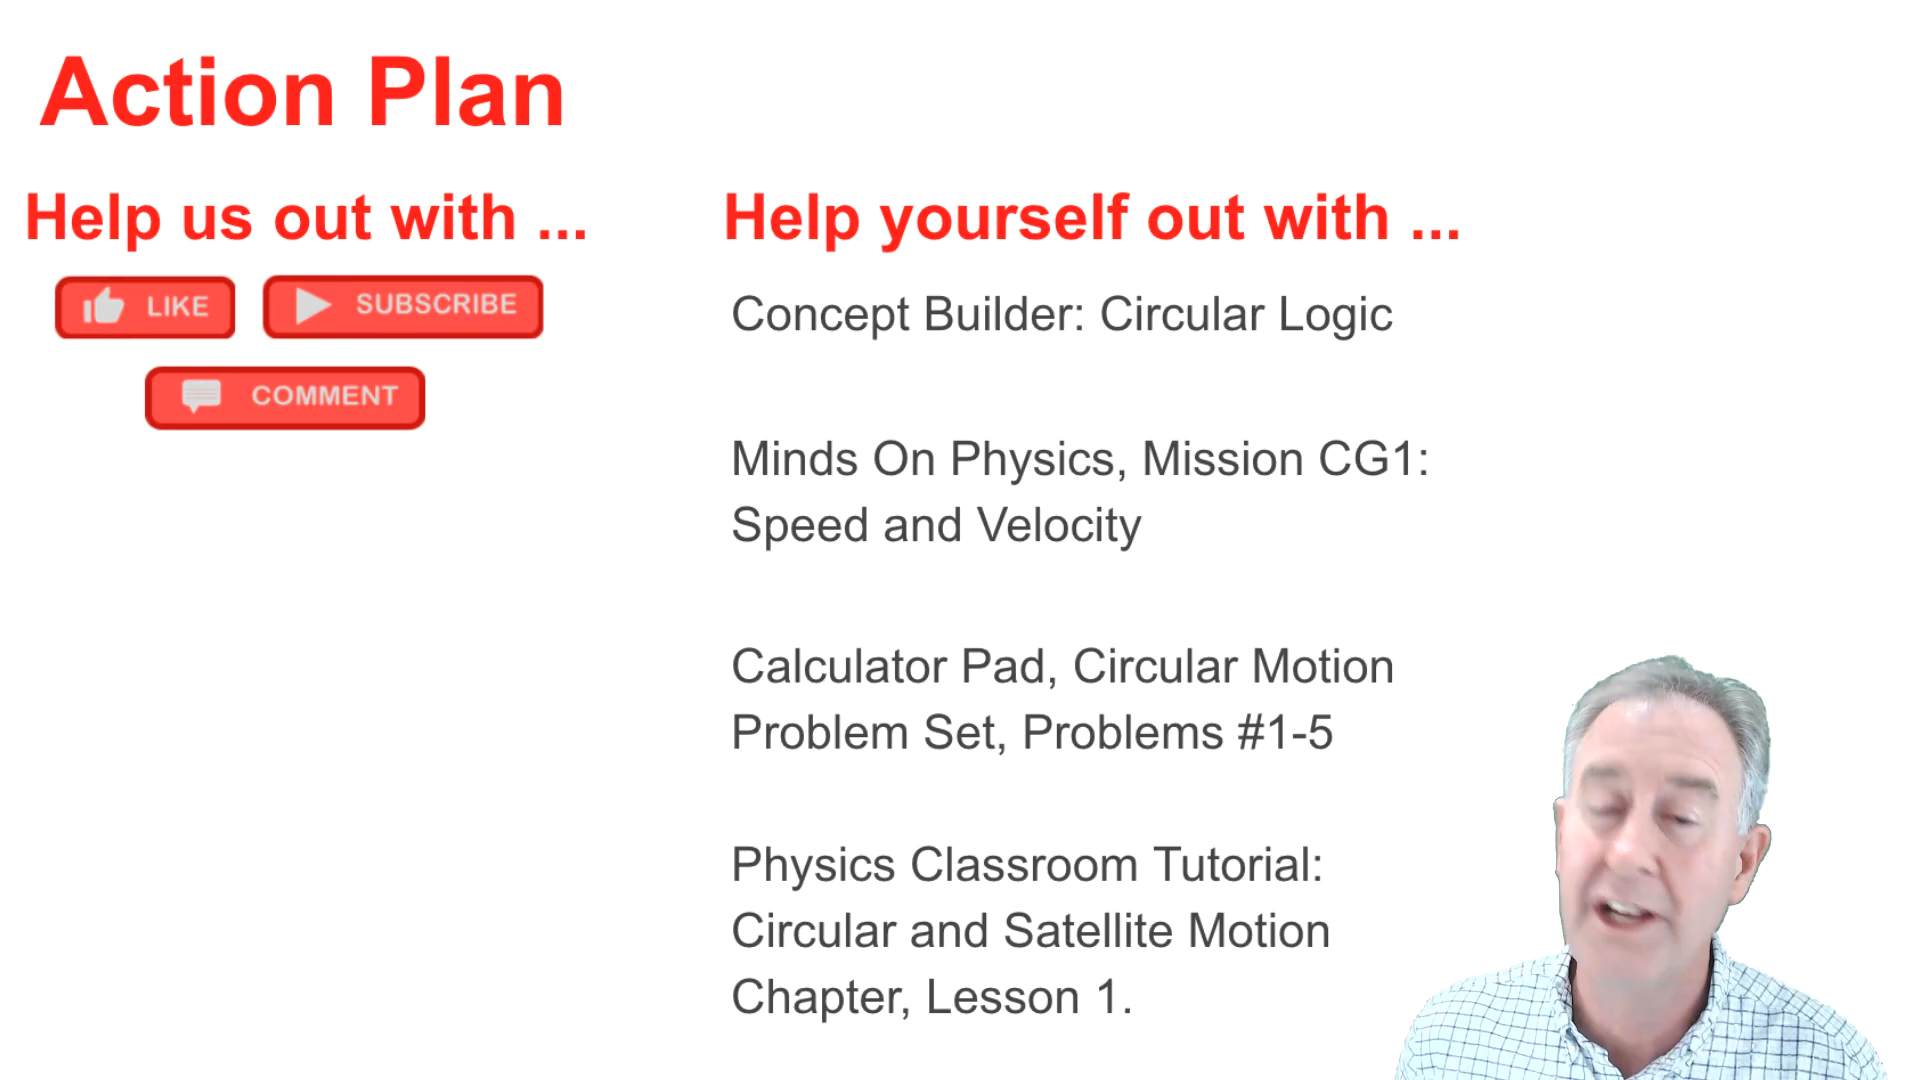 Action Plan
Help us out with ...
LIKE
SUBSCRIBE
COMMENT
Help yourself out with ...
Concept Builder: Circular Logic
Minds On Physics, Mission CG1:
Speed and Velocity
Calculator Pad, Circular Motion
Problem Set, Problems #1-5
Physics Classroom Tutorial:
Circular and Satellite Motion
Chapter, Lesson 1.